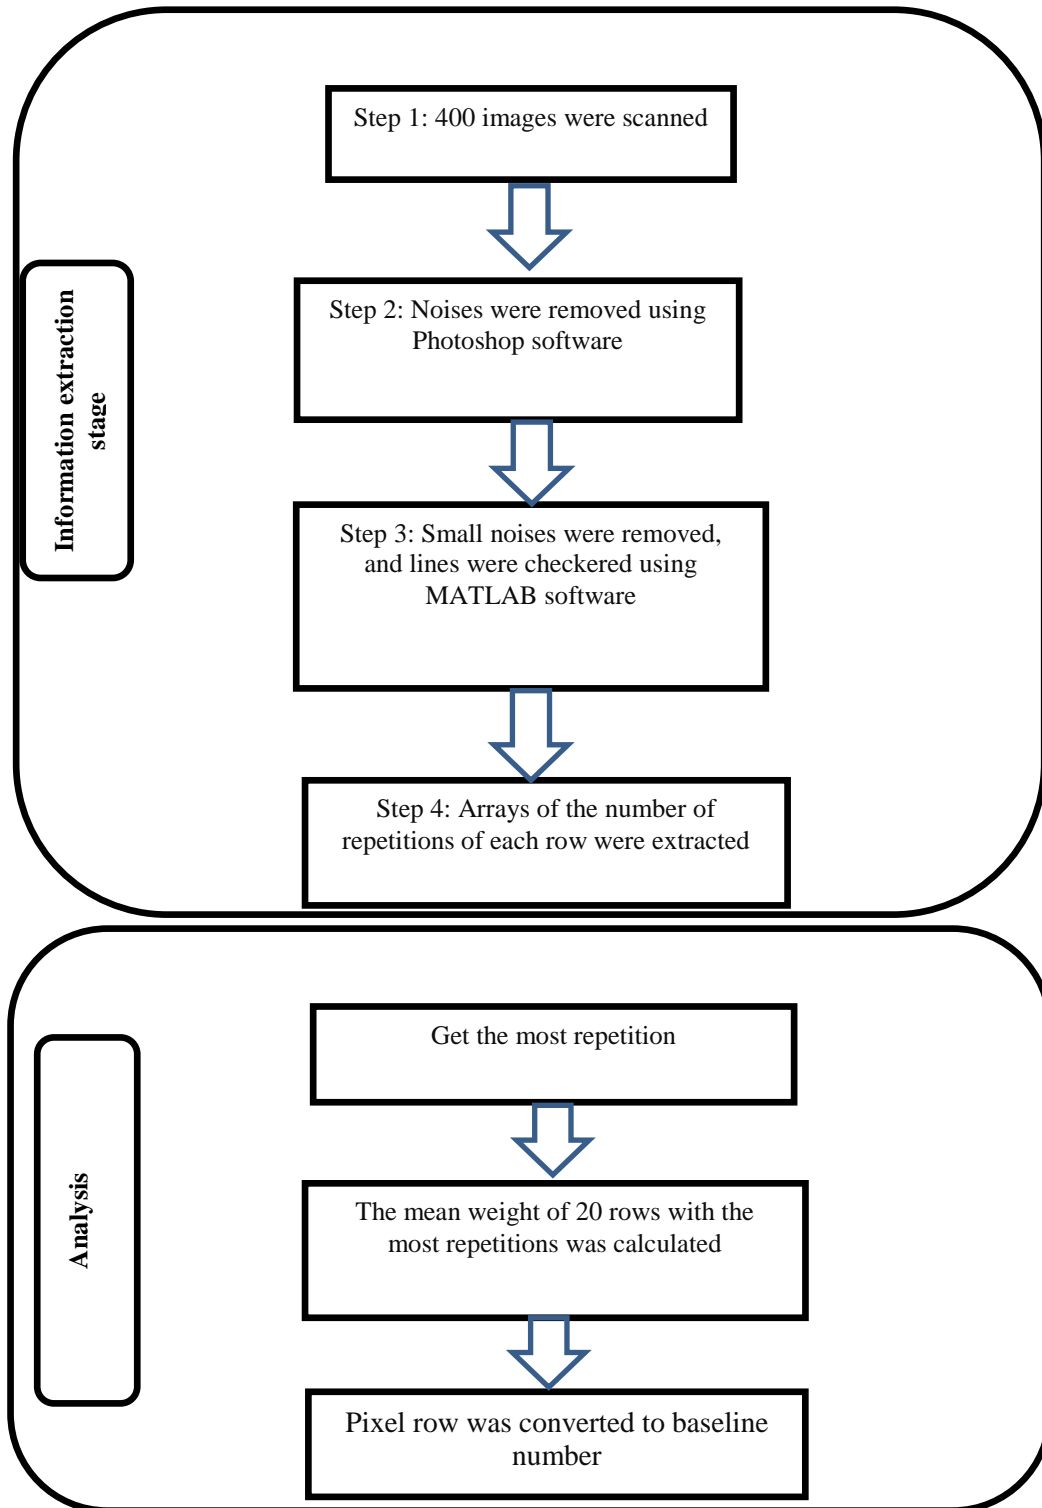 Step 1: 400 images were scanned
Step 2: Noises were removed using
Photoshop software
Step 3: Small noises were removed,
and lines were checkered using
MATLAB software
Step 4: Arrays of the number of
repetitions of each row were extracted
Information extraction
stage
Get the most repetition
The mean weight of 20 rows with the
most repetitions was calculated
Pixel row was converted to baseline
number
Analysis